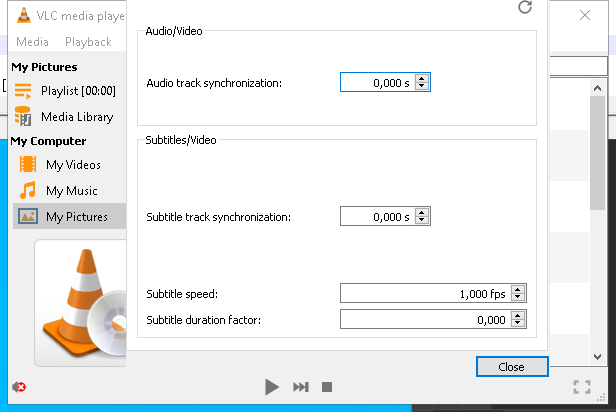 VLC media playe
Media Playback
My Pictures
Playlist [00:00]
Media Library
My Computer
My Videos
My Music
My Pictures
Audio/Video
Audio track synchronization: 0,000 s
Subtitles/Video
Subtitle track synchronization: 0,000 s
Subtitle speed: 1,000 fps
Subtitle duration factor: 0,000
Close